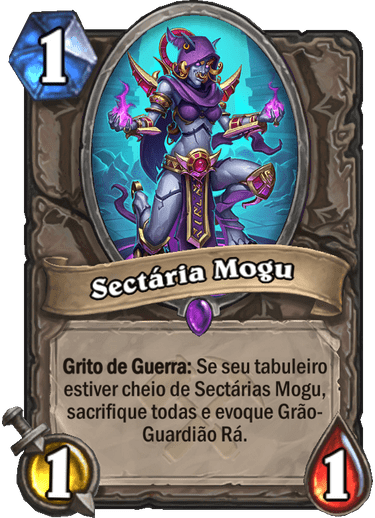 1
Sectária Mogu
Grito de Guerra: Se seu tabuleiro
estiver cheio de Sectárias Mogu,
sacrifique todas e evoque Grão-
Guardião Rá.
1
1